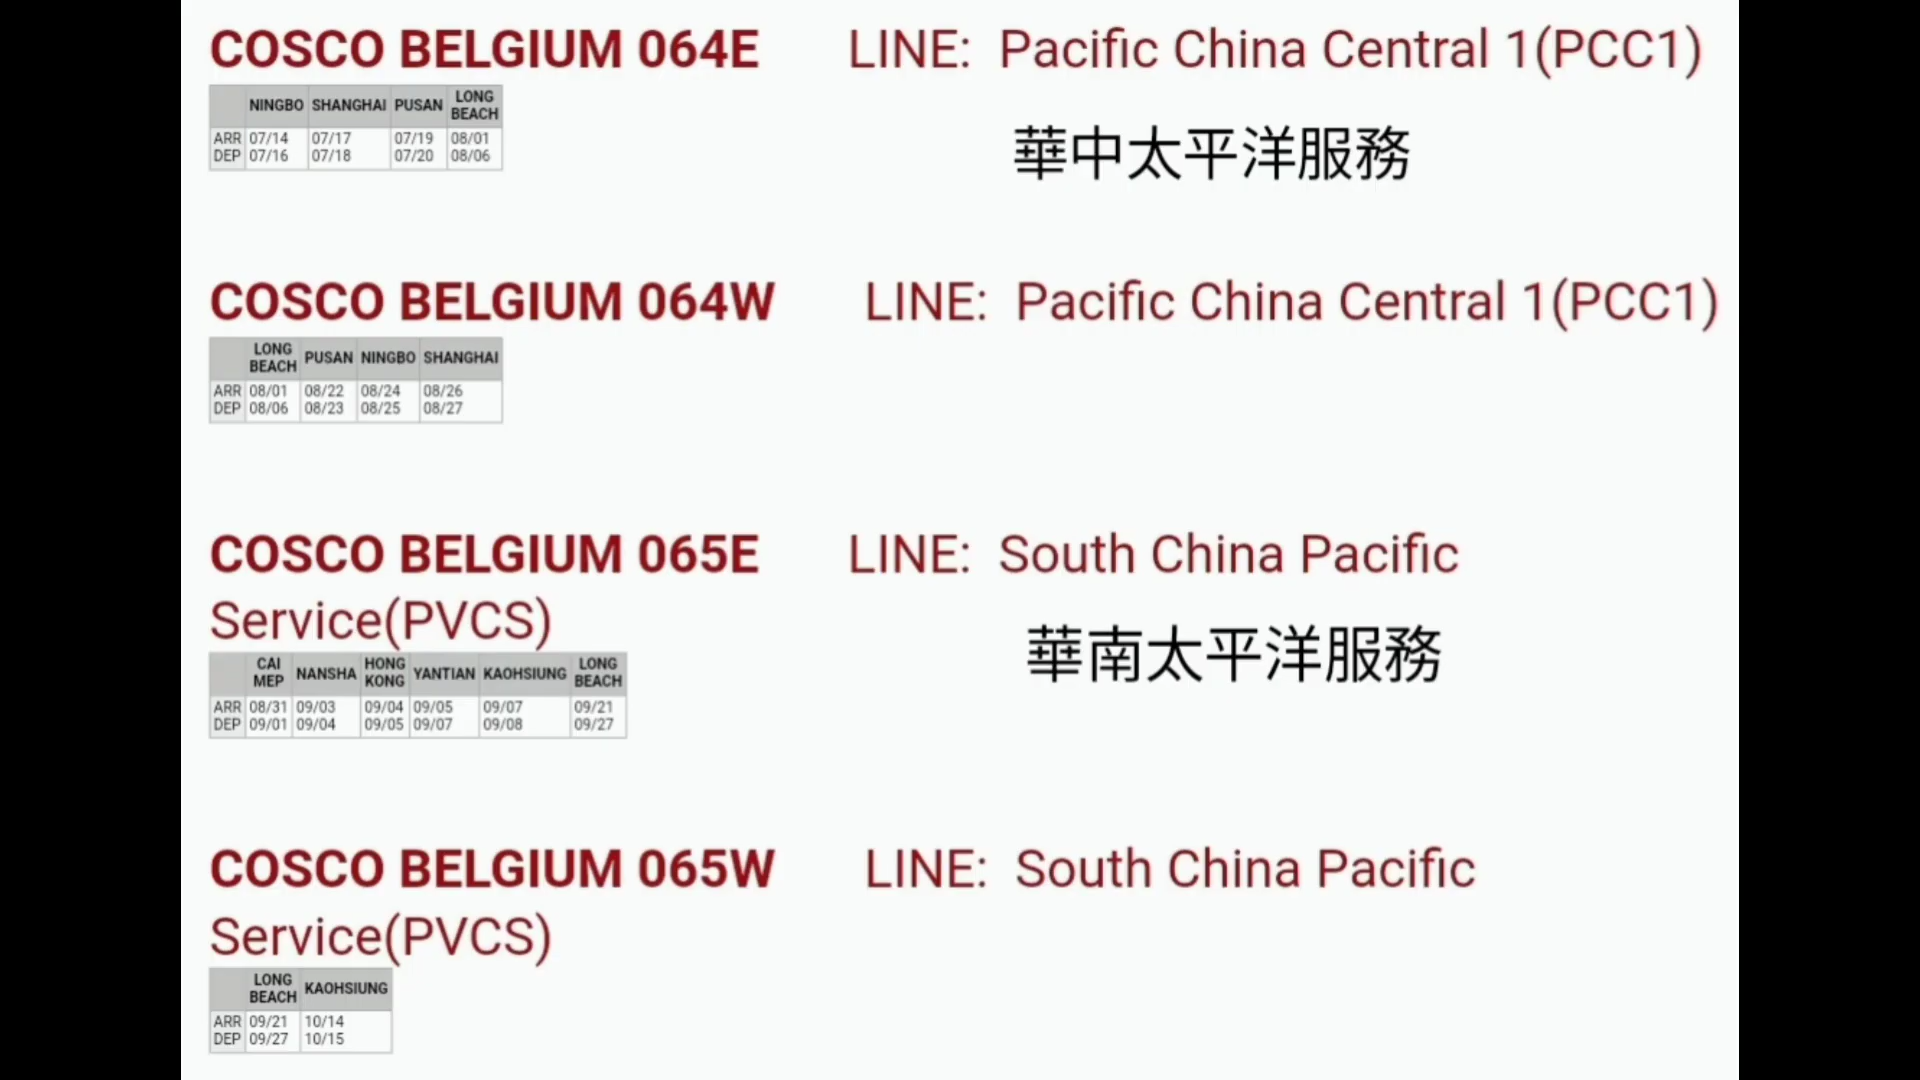 COSCO BELGIUM 064E LINE: Pacific China Central 1(PCC1)
NINGBO SHANGHAI PUSAN LONG BEACH
ARR 07/14 07/17 07/19 08/01
DEP 07/16 07/18 07/20 08/06
華中太平洋服務
COSCO BELGIUM 064W LINE: Pacific China Central 1(PCC1)
LONG BEACH PUSAN NINGBO SHANGHAI
ARR 08/01 08/22 08/24 08/26
DEP 08/06 08/23 08/25 08/27
COSCO BELGIUM 065E LINE: South China Pacific
Service(PVCS)
華南太平洋服務
CAI MEP NANSHA HONG KONG YANTIAN KAOHSIUNG LONG BEACH
ARR 08/31 09/03 09/04 09/05 09/07 09/21
DEP 09/01 09/04 09/05 09/07 09/08 09/27
COSCO BELGIUM 065W LINE: South China Pacific
Service(PVCS)
LONG BEACH KAOHSIUNG
ARR 09/21 10/14
DEP 09/27 10/15